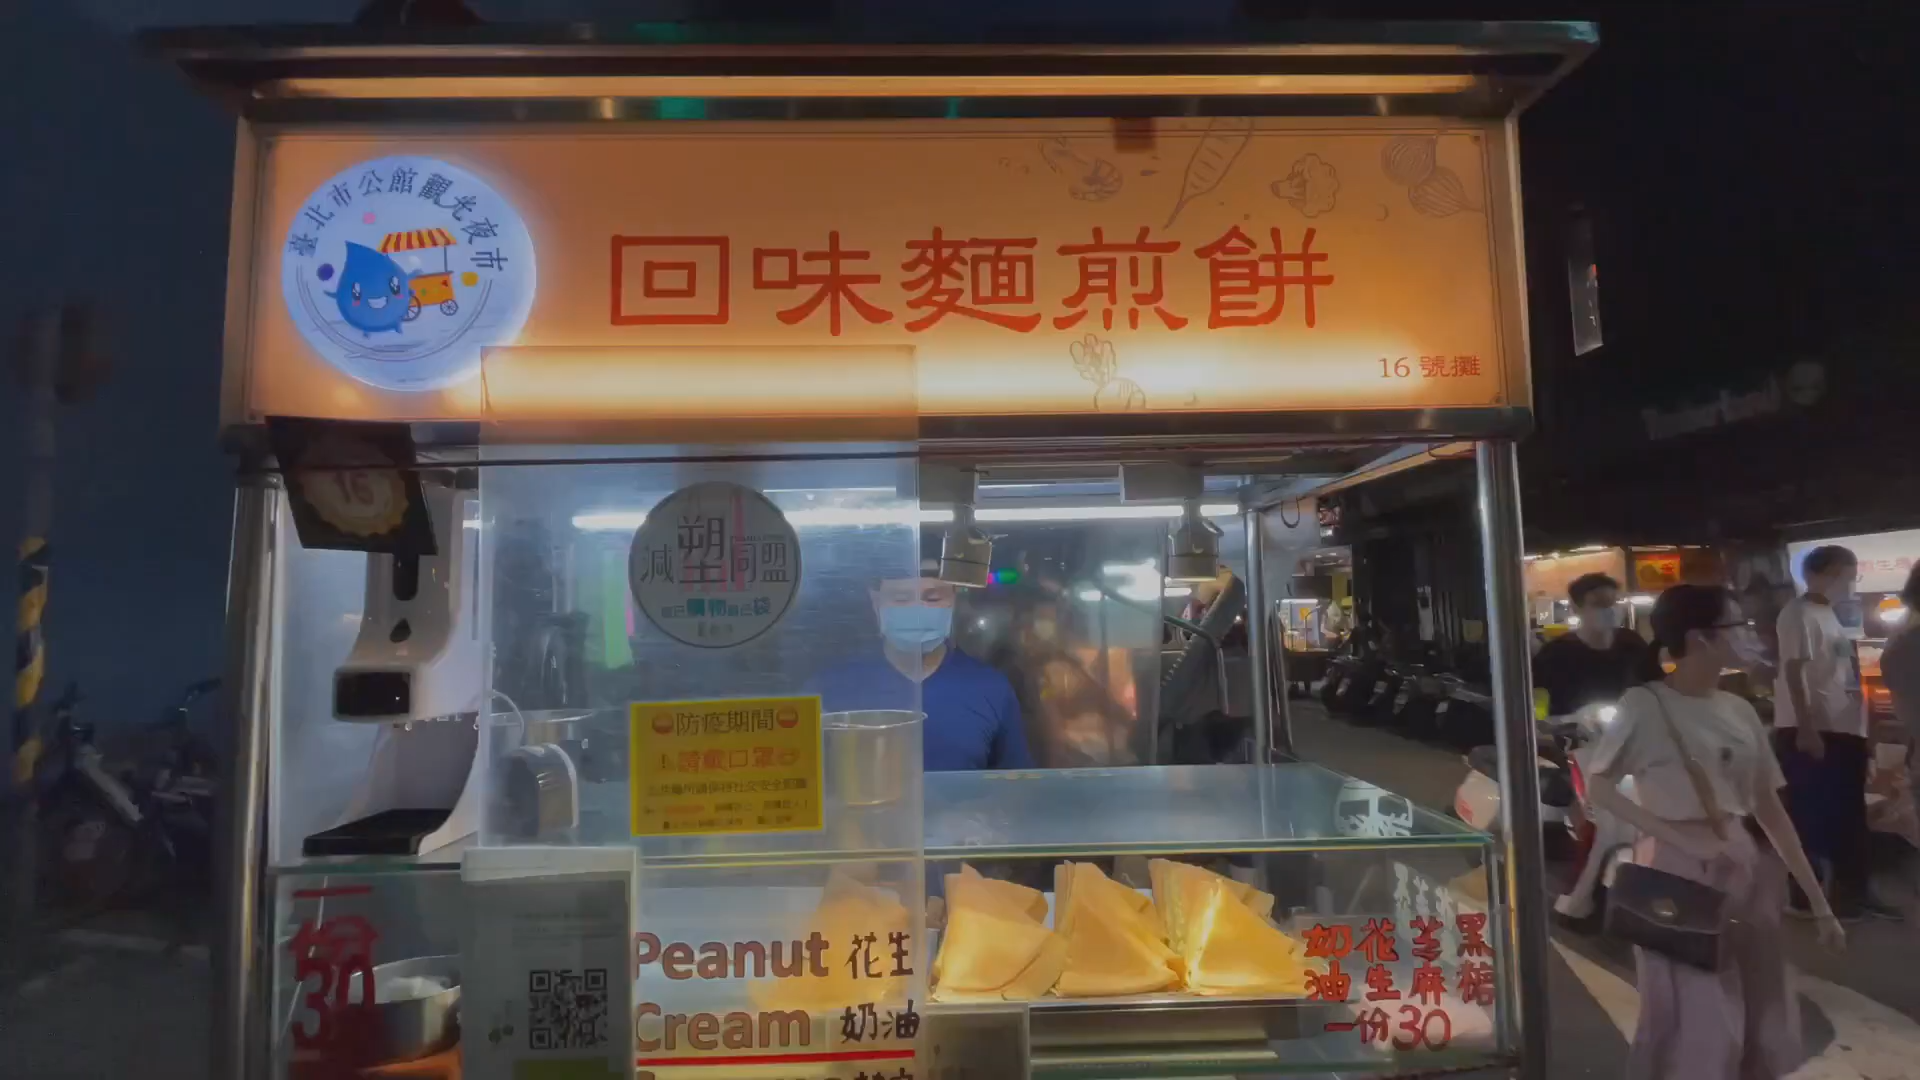 臺北市公館觀光夜市
回味麵煎餅
16 號攤
16
減塑同盟
防疫期間
!請戴口罩
一份
30
Peanut 花生
Cream 奶油
黑糖
芝麻
花生
奶油
一份30